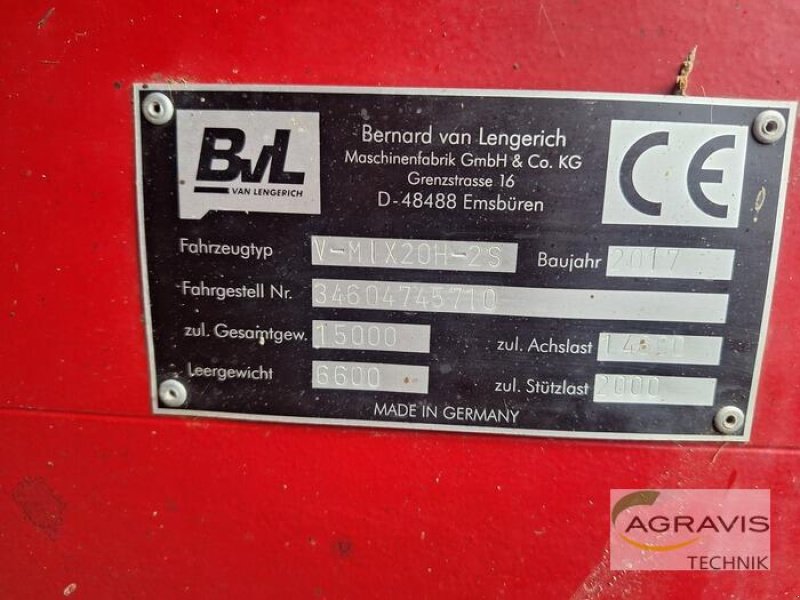 BvL
VAN LENGERICH
Bernard van Lengerich
Maschinenfabrik GmbH & Co. KG
Grenzstrasse 16
D-48488 Emsbüren
CE
Fahrzeugtyp V-MIX20H-2S Baujahr 2017
Fahrgestell Nr. 34604745710
zul. Gesamtgew. 15000 zul. Achslast
Leergewicht 6600 zul. Stützlast 2000
MADE IN GERMANY
AGRAVIS
TECHNIK